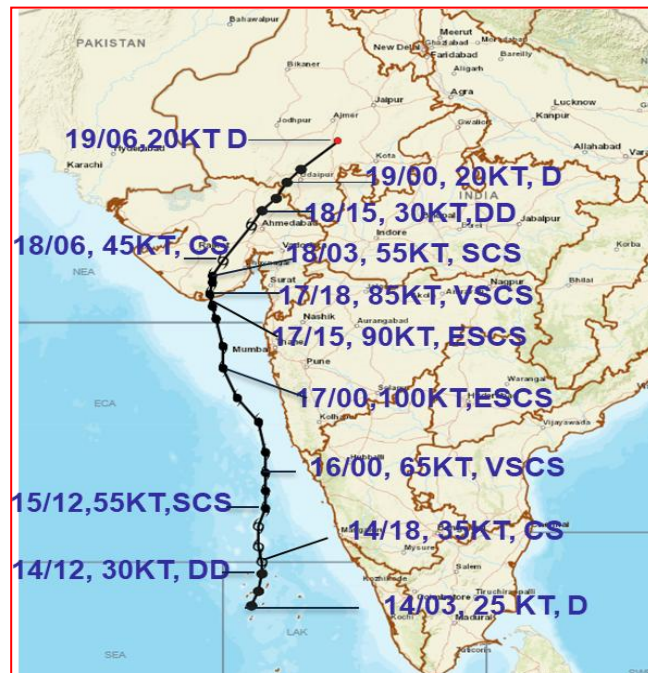 Bahawalpur
Meerut
PAKISTAN
New Delhi
Ghaziabad
Moradabad
Faridabad
Bareilly
Bikaner
Aligarh
Agra
Jaipur
Lucknow
Ajmer
Jodhpur
Gwalior
Kanpur
19/06,20KT D
Karachi
Kota
Allahabad
Udaipur
19/00, 20KT, D
INDIA
18/15, 30KT,DD
Ahmedabad
Jabalpur
Indore
18/06, 45KT, CS
18/03, 55KT, SCS
Korba
NEA
Surat
Nagpur
Bhilai
17/18, 85KT, VSCS
Nashik
Aurangabad
17/15, 90KT, ESCS
Mumbai
Thane
Pune
Warangal
17/00,100KT,ESCS
ECA
Vijayawada
16/00, 65KT, VSCS
Hubballi
15/12,55KT,SCS
14/18, 35KT, CS
Mysore
14/12, 30KT, DD
Salem
Kozhikode
Tiruchirappalli
Coimbatore
14/03, 25 KT, D
Kochi
Madurai
LAK
SEA